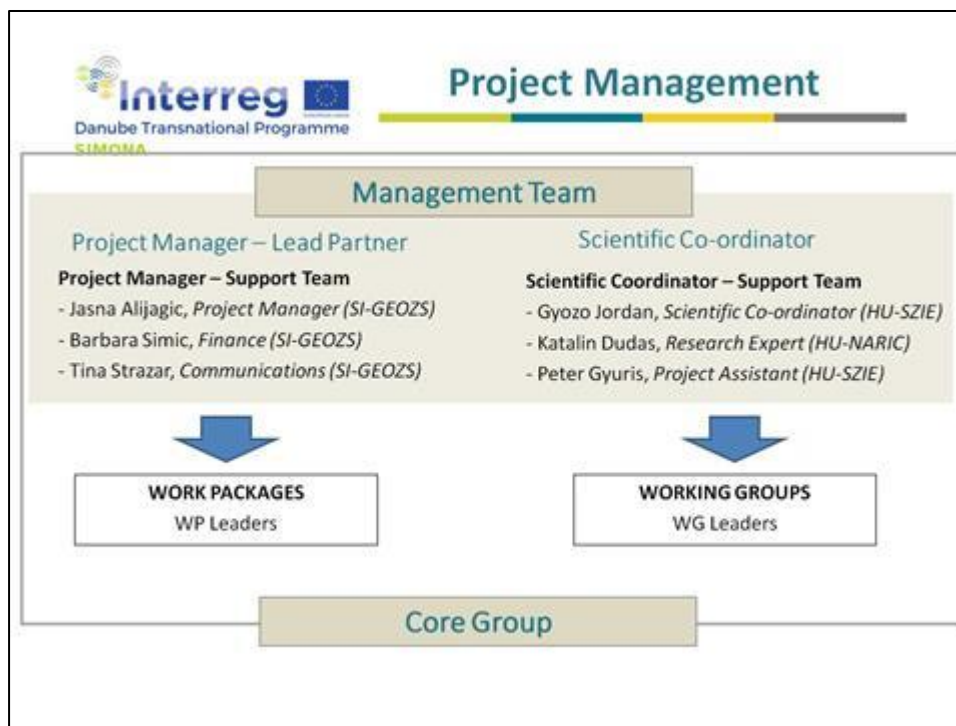 Interreg
Danube Transnational Programme
SIMONA
Project Management
Management Team
Project Manager – Lead Partner
Project Manager – Support Team
- Jasna Alijagic, Project Manager (SI-GEOZS)
- Barbara Simic, Finance (SI-GEOZS)
- Tina Strazar, Communications (SI-GEOZS)
Scientific Co-ordinator
Scientific Coordinator – Support Team
- Gyozo Jordan, Scientific Co-ordinator (HU-SZIE)
- Katalin Dudas, Research Expert (HU-NARIC)
- Peter Gyuris, Project Assistant (HU-SZIE)
WORK PACKAGES
WP Leaders
WORKING GROUPS
WG Leaders
Core Group